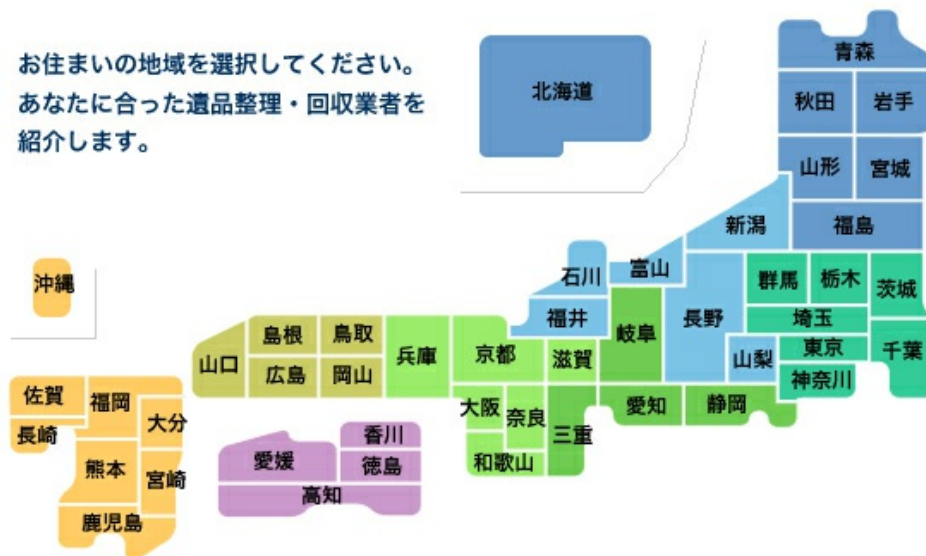 お住まいの地域を選択してください。
あなたに合った遺品整理・回収業者を
紹介します。
北海道
青森
秋田
岩手
山形
宮城
新潟
福島
石川
富山
群馬
栃木
茨城
沖縄
福井
岐阜
長野
埼玉
山口
島根
鳥取
兵庫
京都
滋賀
山梨
東京
千葉
広島
岡山
神奈川
佐賀
福岡
大分
長崎
大阪
奈良
三重
愛知
静岡
香川
愛媛
徳島
和歌山
熊本
宮崎
高知
鹿児島